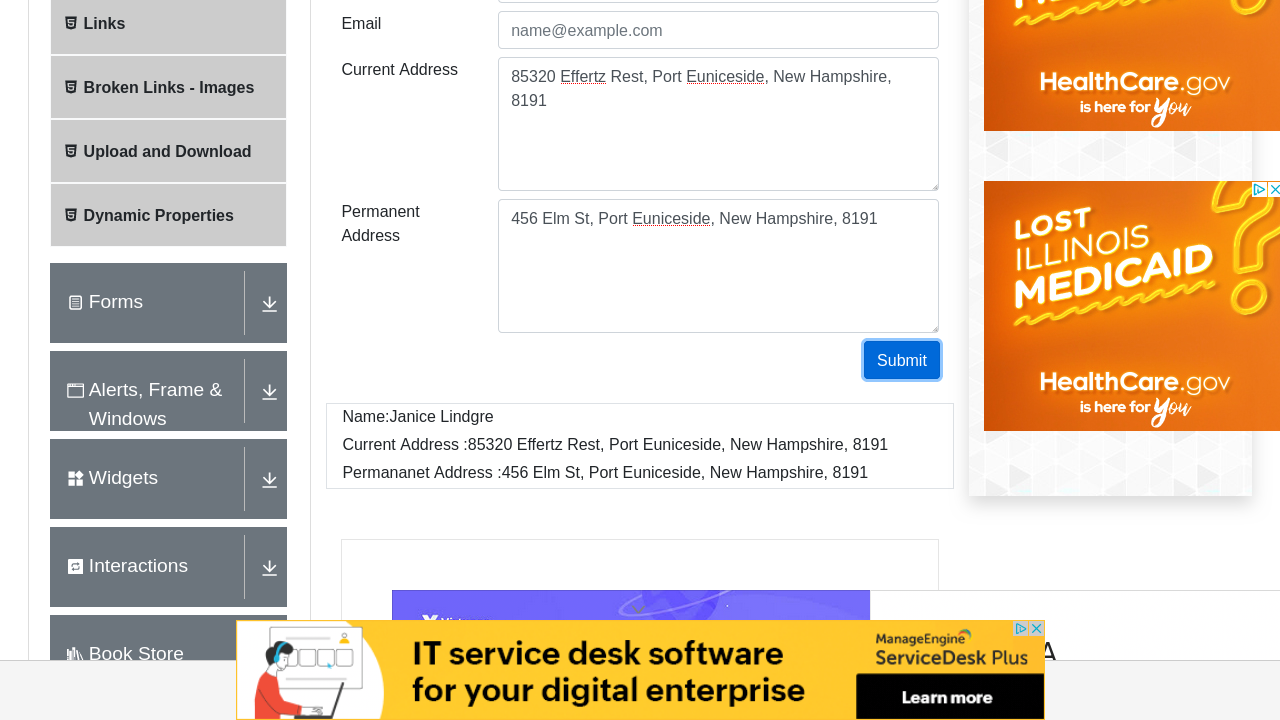 Links
Broken Links - Images
Upload and Download
Dynamic Properties
Forms
Alerts, Frame &
Windows
Widgets
Interactions
Book Store
Email
name@example.com
Current Address
85320 Effertz Rest, Port Euniceside, New Hampshire,
8191
Permanent
Address
456 Elm St, Port Euniceside, New Hampshire, 8191
Submit
Name:Janice Lindgre
Current Address :85320 Effertz Rest, Port Euniceside, New Hampshire, 8191
Permananet Address :456 Elm St, Port Euniceside, New Hampshire, 8191
HealthCare.gov
is here for you
LOST
ILLINOIS
MEDICAID
?
HealthCare.gov
is here for you
IT service desk software
for your digital enterprise
ManageEngine
ServiceDesk Plus
Learn more